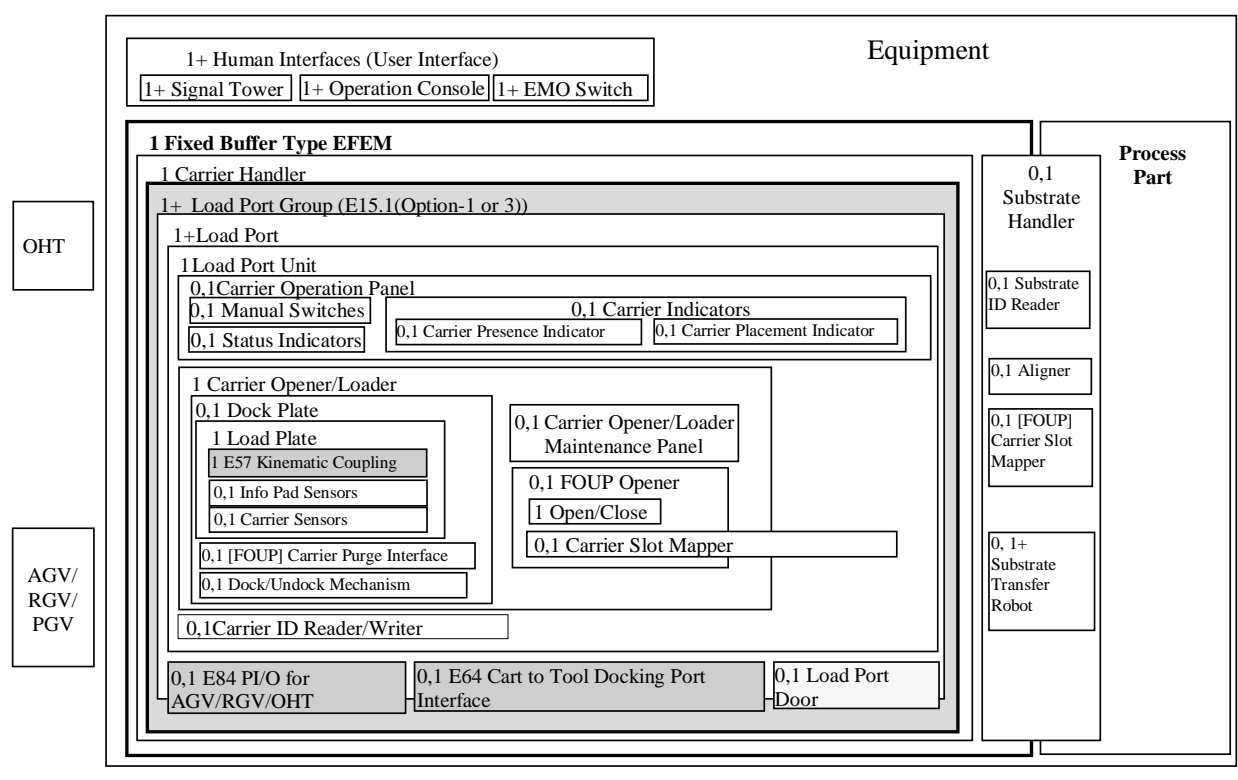 Equipment
1+ Human Interfaces (User Interface)
1+ Signal Tower
1+ Operation Console
1+ EMO Switch
1 Fixed Buffer Type EFEM
Process
Part
1 Carrier Handler
0,1
Substrate
Handler
1+ Load Port Group (E15.1(Option-1 or 3))
OHT
1+Load Port
1Load Port Unit
0,1Carrier Operation Panel
0,1 Manual Switches
0,1 Status Indicators
0,1 Carrier Indicators
0,1 Carrier Presence Indicator
0,1 Carrier Placement Indicator
0,1 Substrate
ID Reader
1 Carrier Opener/Loader
0,1 Dock Plate
1 Load Plate
1 E57 Kinematic Coupling
0,1 Info Pad Sensors
0,1 Carrier Sensors
0,1 [FOUP] Carrier Purge Interface
0,1 Dock/Undock Mechanism
0,1 Carrier Opener/Loader
Maintenance Panel
0,1 FOUP Opener
1 Open/Close
0,1 Carrier Slot Mapper
0,1 Aligner
0,1 [FOUP]
Carrier Slot
Mapper
0, 1+
Substrate
Transfer
Robot
AGV/
RGV/
PGV
0,1Carrier ID Reader/Writer
0,1 E84 PI/O for
AGV/RGV/OHT
0,1 E64 Cart to Tool Docking Port
Interface
0,1 Load Port
Door